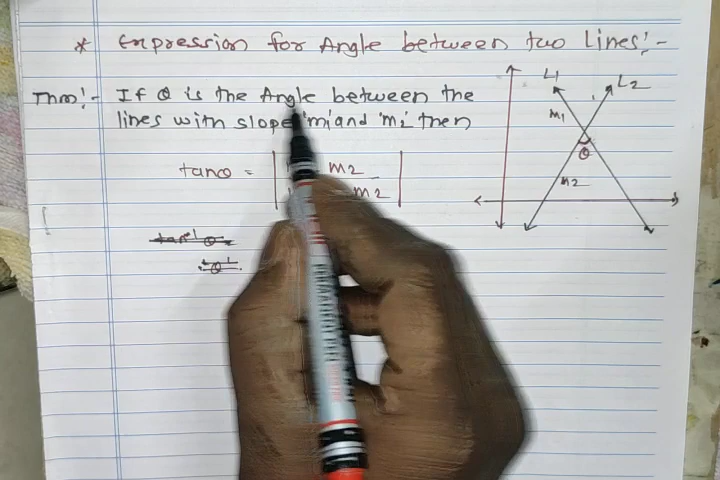 * Expression for Angle between two lines:-
Thm:- If θ is the Angle between the
lines with slope 'm1' and 'm2' then
tanθ = | m2
m2 |
L1
L2
m1
θ
m2